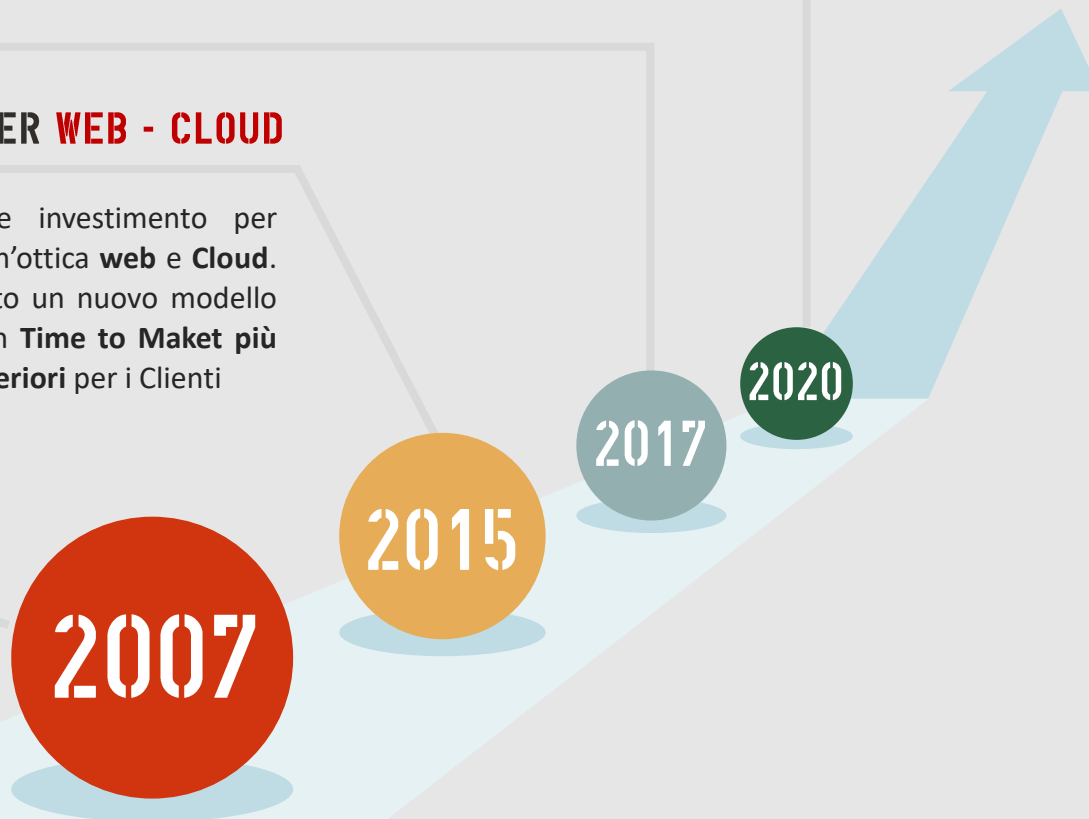 ER WEB - CLOUD
e investimento per
n’ottica web e Cloud.
to un nuovo modello
n Time to Maket più
eriori per i Clienti
2020
2017
2015
2007